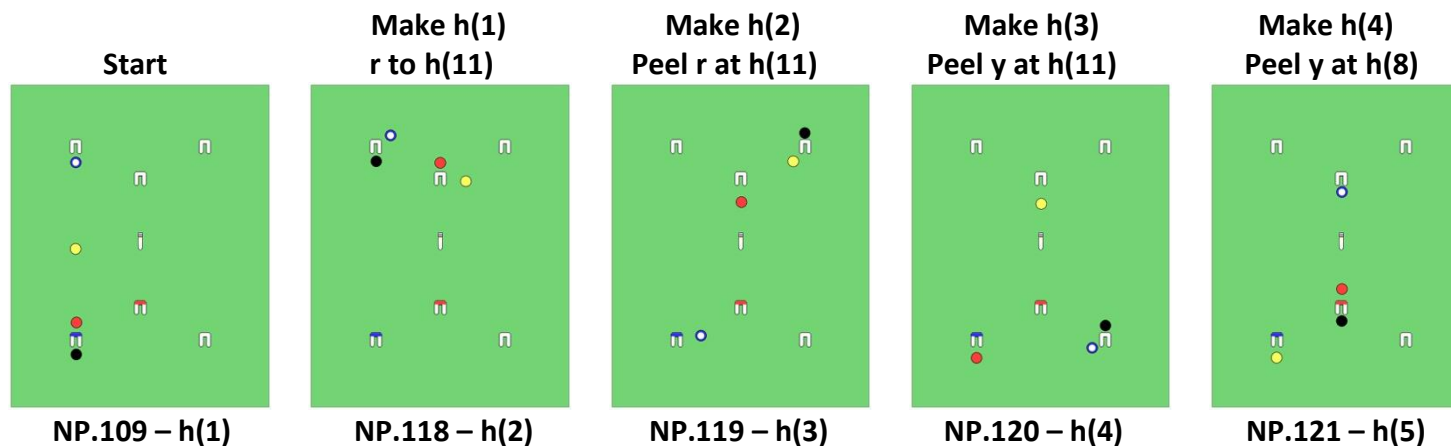 Start
Make h(1)
r to h(11)
Make h(2)
Peel r at h(11)
Make h(3)
Peel y at h(11)
Make h(4)
Peel y at h(8)
NP.109 – h(1)
NP.118 – h(2)
NP.119 – h(3)
NP.120 – h(4)
NP.121 – h(5)